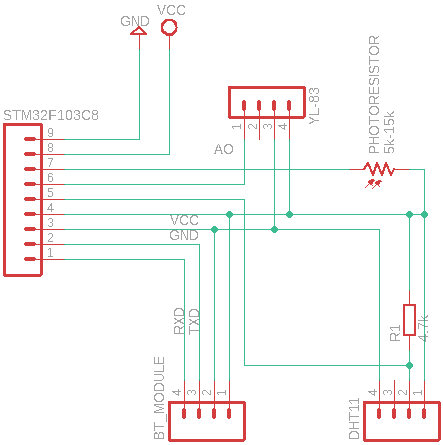 VCC
GND
PHOTORESISTOR
5k-15k
YL-83
STM32F103C8
1
2
3
4
9
8
7
6
5
4
3
2
1
AO
VCC
GND
RXD
TXD
R1
4.7k
BT_MODULE
4
3
2
1
DHT11
4
3
2
1